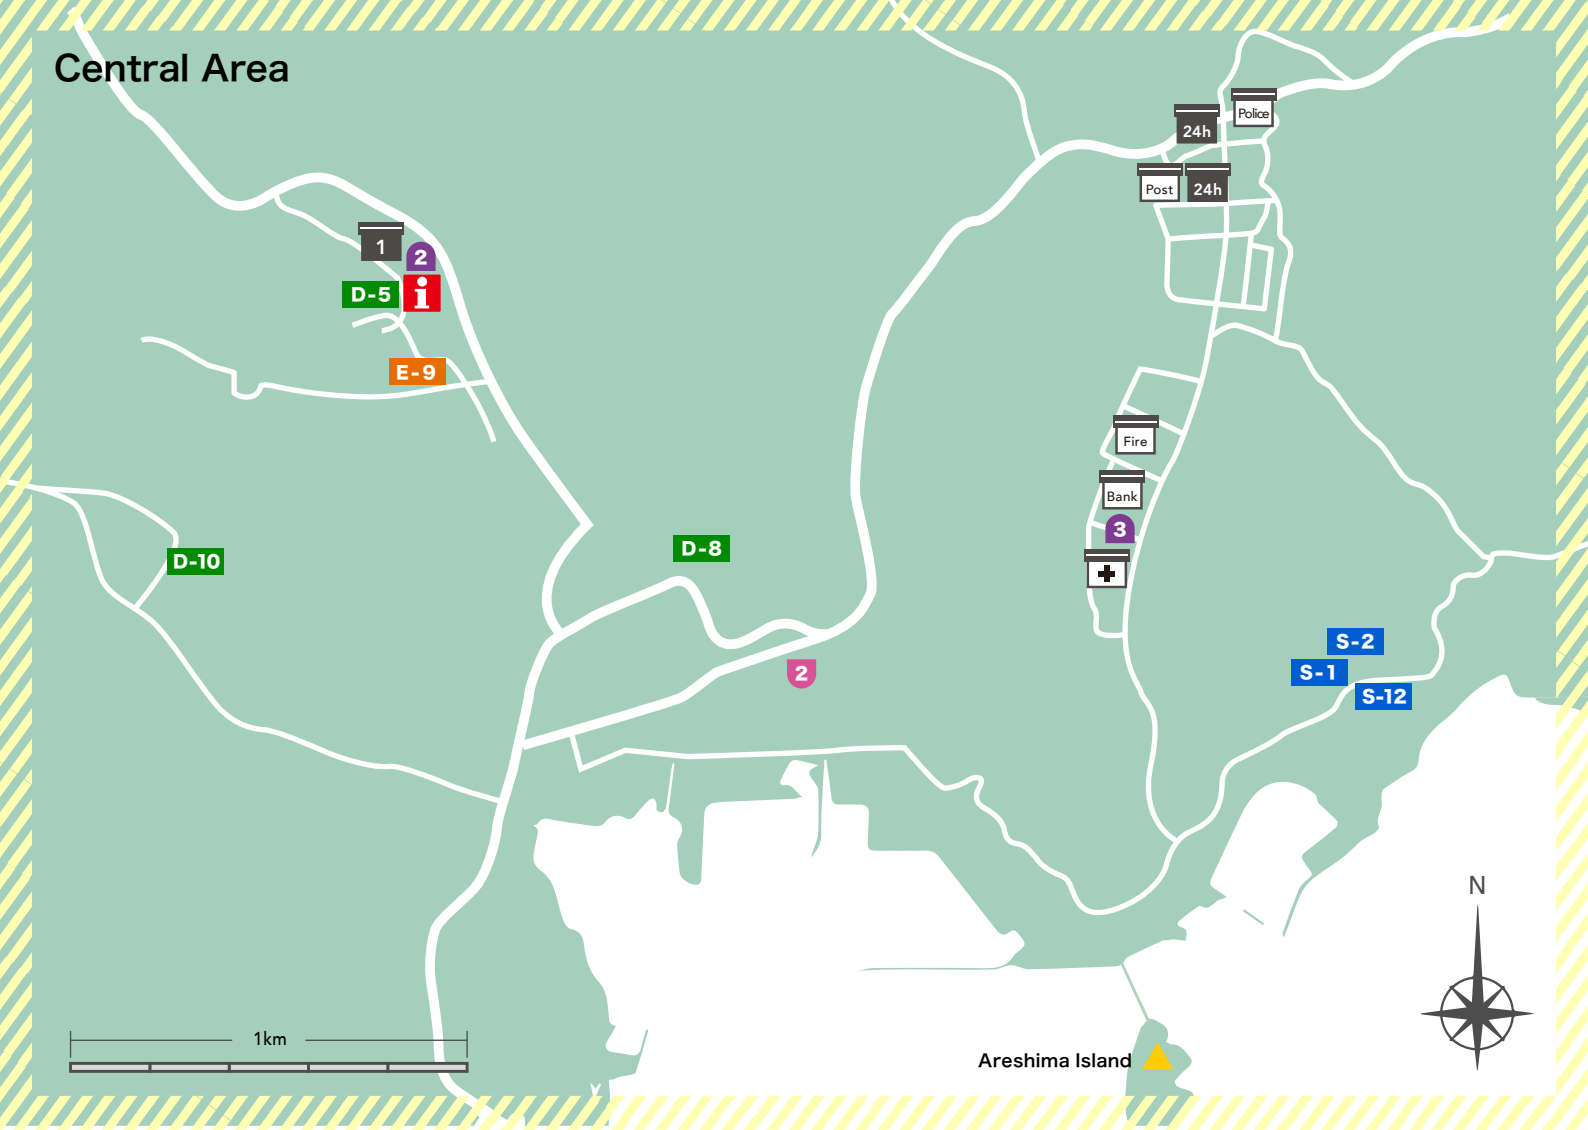 Central Area
Police
24h
Post
24h
1
2
D-5
i
E-9
Fire
Bank
3
D-8
D-10
2
S-2
S-1
S-12
N
1km
Areshima Island